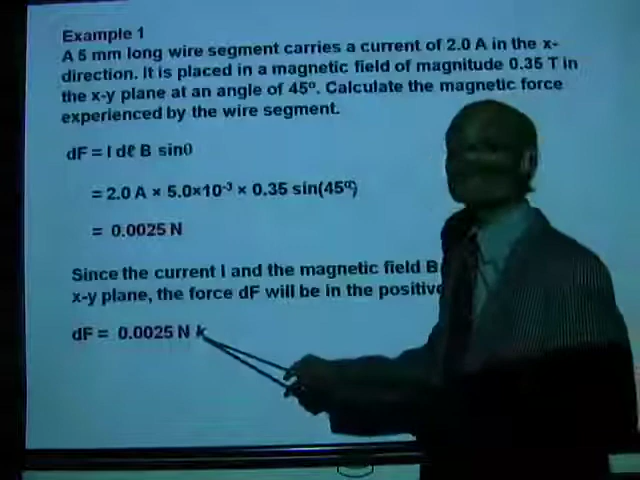 Example 1
A 5 mm long wire segment carries a current of 2.0 A in the x-
direction. It is placed in a magnetic field of magnitude 0.35 T in
the x-y plane at an angle of 45º. Calculate the magnetic force
experienced by the wire segment.
dF = I dℓ B sinθ
= 2.0 A × 5.0×10⁻³ × 0.35 sin(45º)
= 0.0025 N
Since the current I and the magnetic field B
x-y plane, the force dF will be in the positive
dF = 0.0025 N k